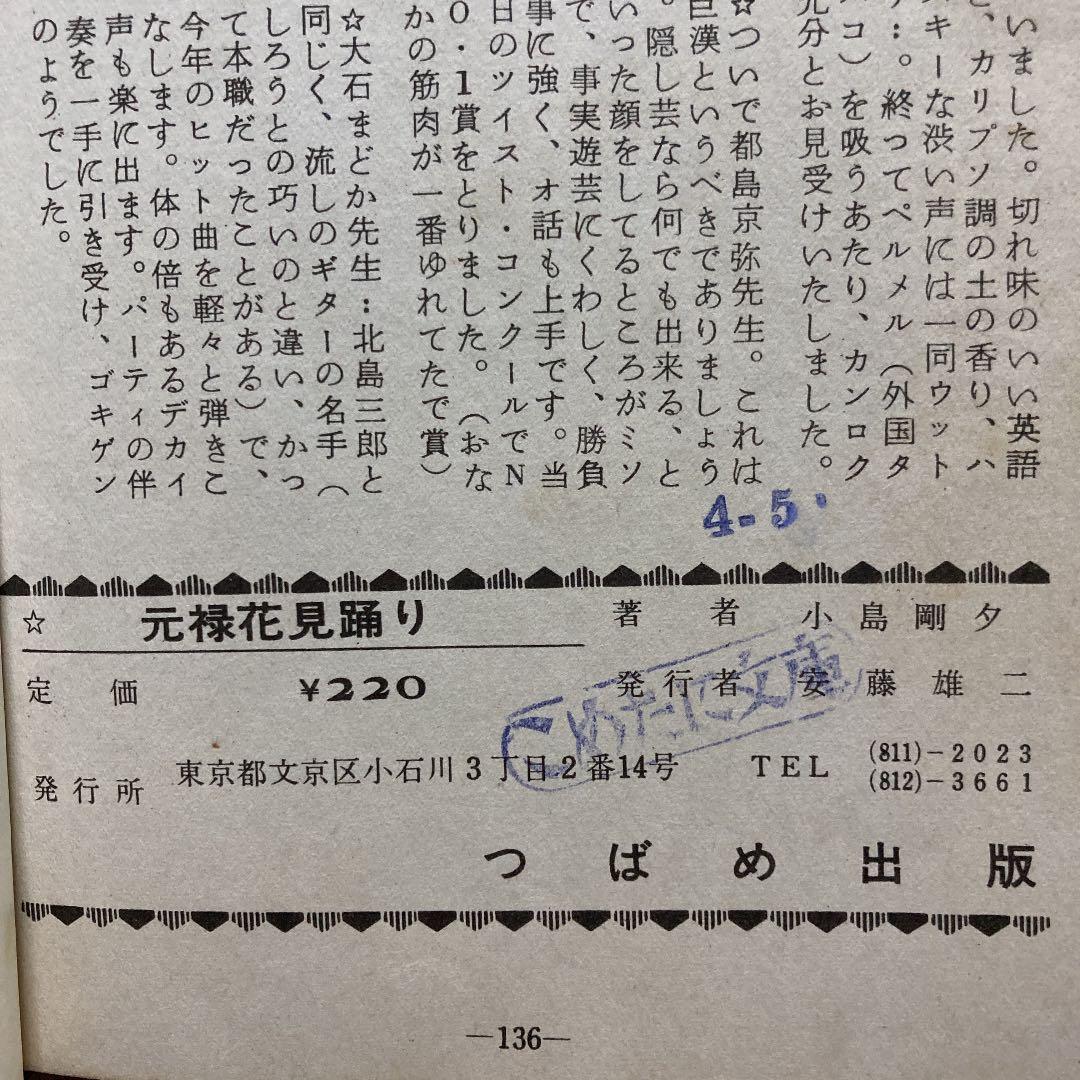 いました。切れ味のいい英語
、カリプソ調の土の香り、ハ
スキーな渋い声には一同ウット
…。終ってペルメル（外国タ
コ）を吸うあたり、カンロク
分とお見受けいたしました。
☆ついで都島京弥先生。これは
巨漢というべきでありましょう
。隠し芸なら何でも出来る、と
いった顔をしてるところがミソ
で、事実遊芸にくわしく、勝負
事に強く、オ話も上手です。当
日のツイスト・コンクールでN
O・1賞をとりました。（おな
かの筋肉が一番ゆれてたで賞）
☆大石まどか先生：北島三郎と
同じく、流しのギターの名手（
しろうとの巧いのと違い、かっ
て本職だったことがある）で、
今年のヒット曲を軽々と弾きこ
なします。体の倍もあるデカイ
声も楽に出ます。パーティの伴
奏を一手に引き受け、ゴキゲン
のようでした。
4-5.
☆ 元禄花見踊り
定価 ¥220
著者 小島剛夕
発行者 安藤雄二
こめたに文庫
発行所 東京都文京区小石川3丁目2番14号 TEL (811)-2023
(812)-3661
つばめ出版
—136—